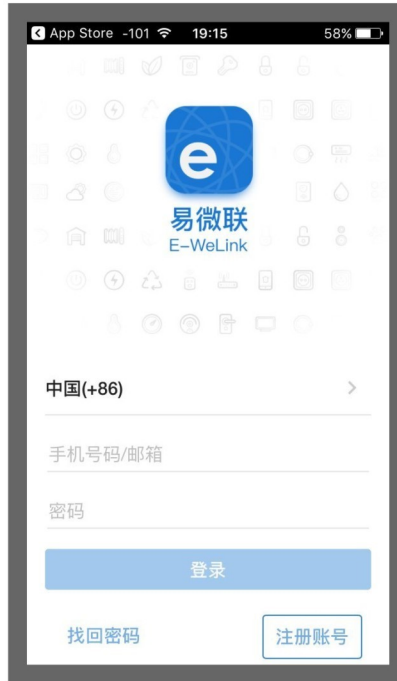 App Store -101 19:15 58%
e
易微联
E-WeLink
中国(+86)
手机号码/邮箱
密码
登录
找回密码 注册账号